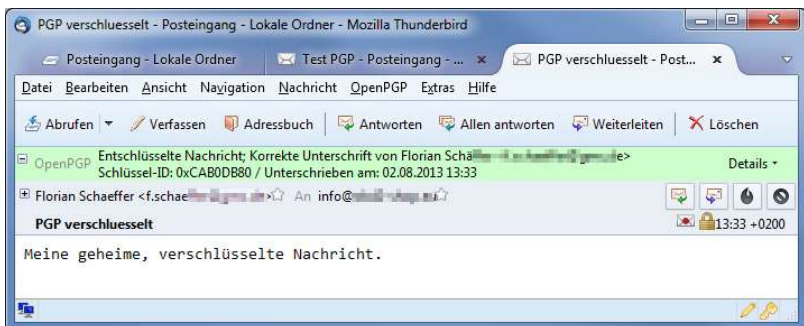 PGP verschluesselt - Posteingang - Lokale Ordner - Mozilla Thunderbird
Posteingang - Lokale Ordner Test PGP - Posteingang - ... PGP verschluesselt - Post...
Datei Bearbeiten Ansicht Navigation Nachricht OpenPGP Extras Hilfe
Abrufen Verfassen Adressbuch Antworten Allen antworten Weiterleiten Löschen
OpenPGP Entschlüsselte Nachricht; Korrekte Unterschrift von Florian
Schlüssel-ID: 0xCAB0DB80 / Unterschrieben am: 02.08.2013 13:33 Details
Florian Schaeffer <f.schae An info@
PGP verschluesselt 13:33 +0200
Meine geheime, verschlüsselte Nachricht.